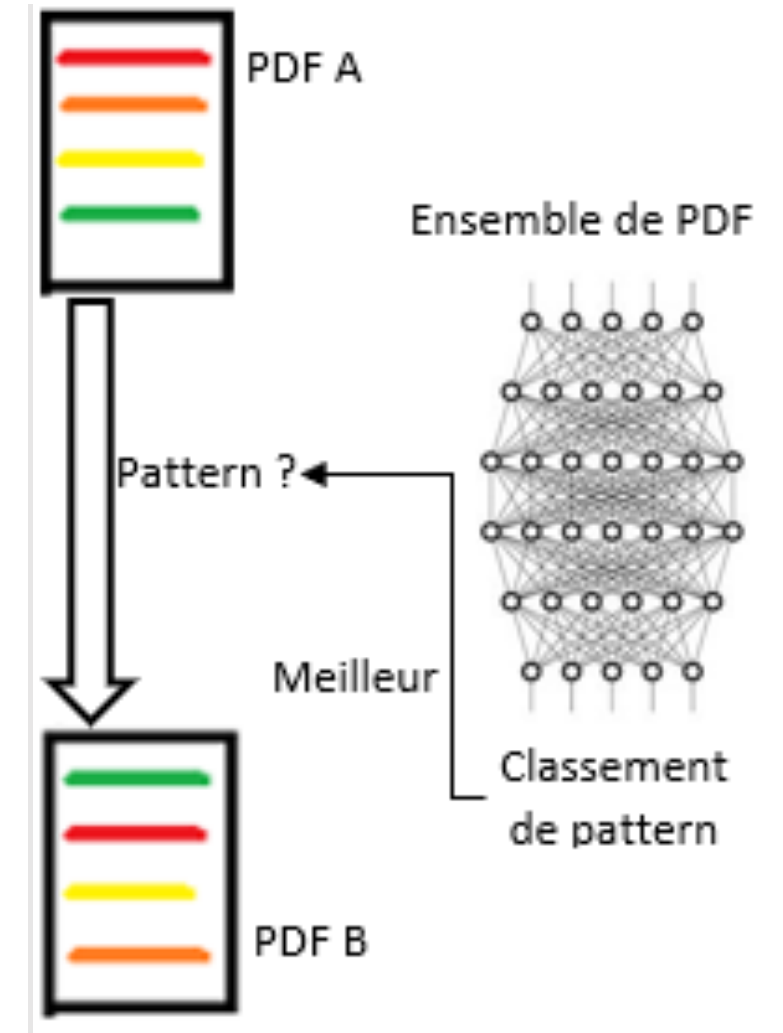 PDF A
Ensemble de PDF
Pattern ?
Meilleur
Classement
de pattern
PDF B